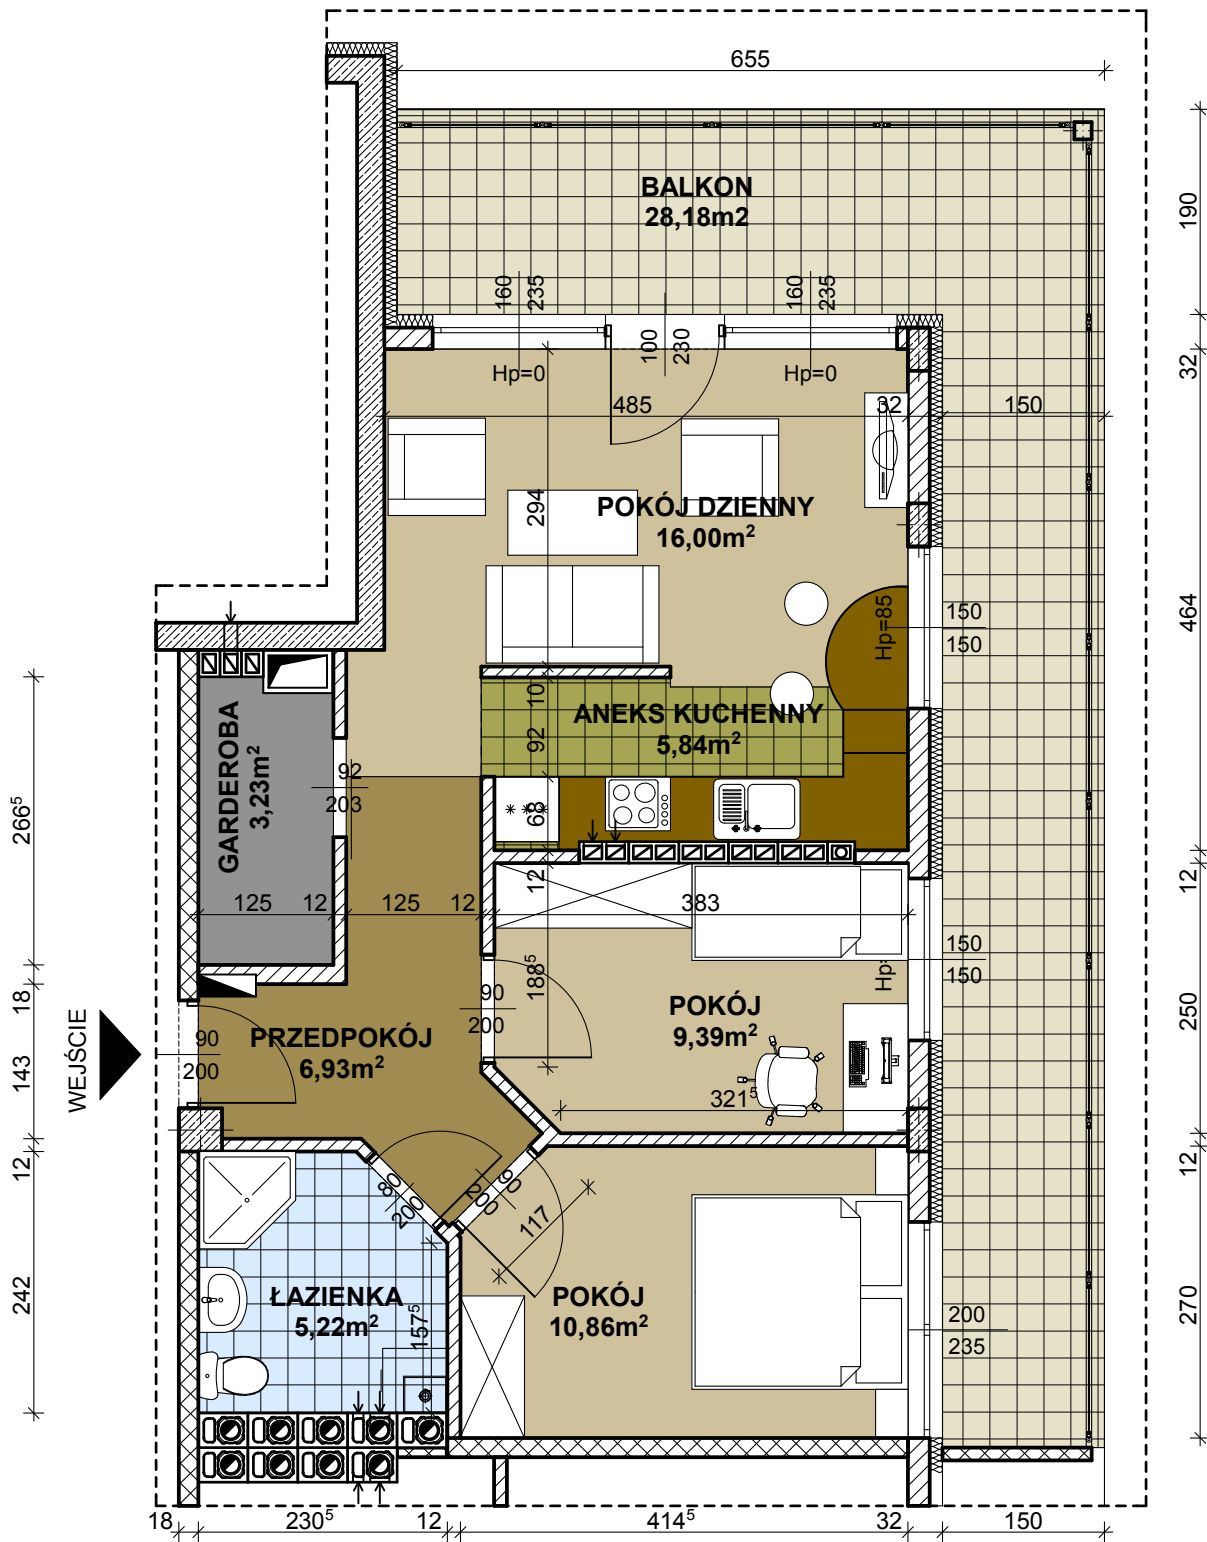 655
BALKON
28,18m2
190
160
235
100
230
160
235
Hp=0
Hp=0
32
485
32
150
294
POKÓJ DZIENNY
16,00m²
Hp=85
150
150
464
10
ANEKS KUCHENNY
5,84m²
92
GARDEROBA
3,23m²
92
203
68
266⁵
12
12
125
12
125
12
383
188⁵
150
150
Hp=
90
200
POKÓJ
9,39m²
250
18
WEJŚCIE
90
200
PRZEDPOKÓJ
6,93m²
143
321⁵
12
12
80
200
90
200
117
242
ŁAZIENKA
5,22m²
157⁵
POKÓJ
10,86m²
200
235
270
18
230⁵
12
414⁵
32
150